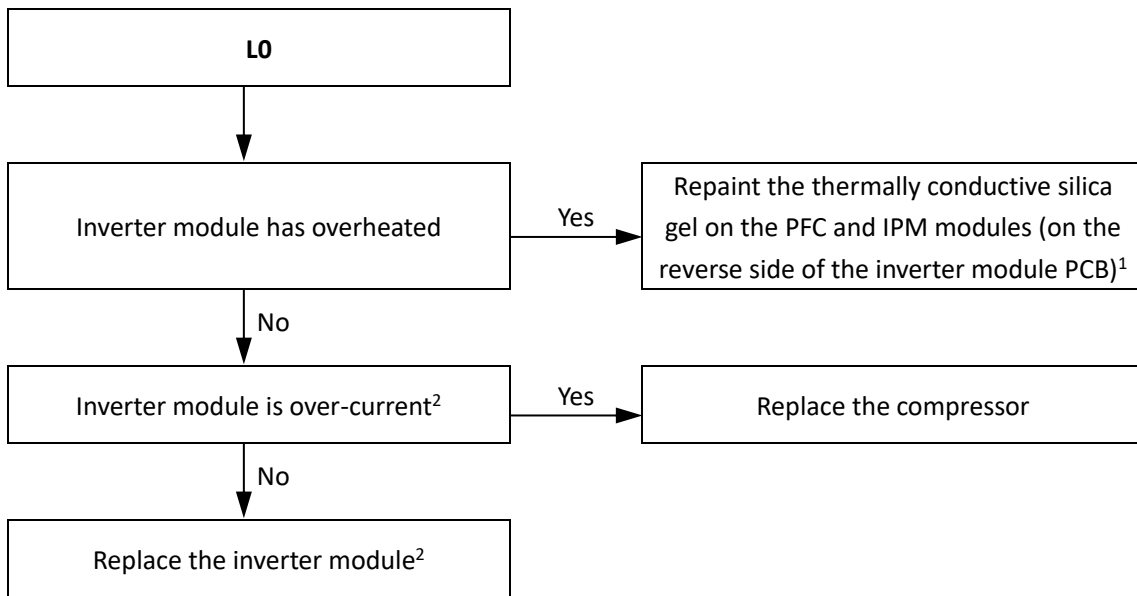 L0
Inverter module has overheated
Yes
Repaint the thermally conductive silica
gel on the PFC and IPM modules (on the
reverse side of the inverter module PCB)¹
No
Inverter module is over-current²
Yes
Replace the compressor
No
Replace the inverter module²